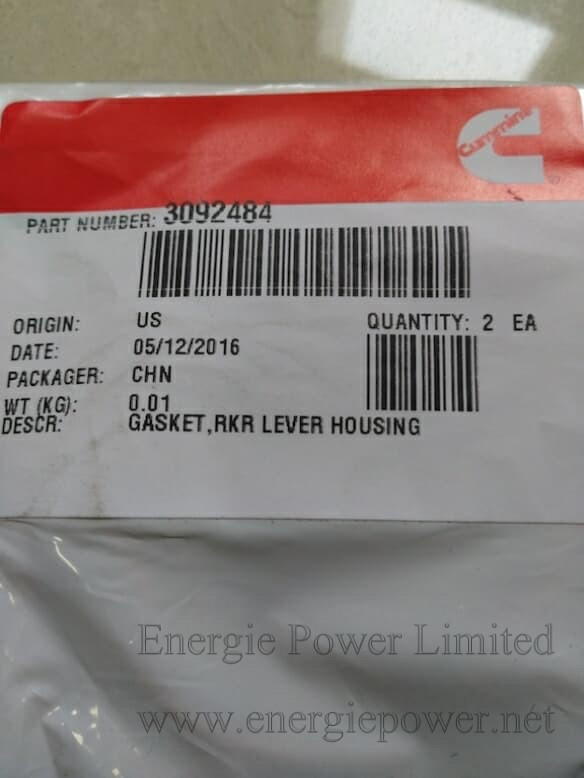 Cummins
PART NUMBER: 3092484
ORIGIN: US QUANTITY: 2 EA
DATE: 05/12/2016
PACKAGER: CHN
WT (KG): 0.01
DESCR: GASKET,RKR LEVER HOUSING
Energie Power Limited
www.energiepower.net